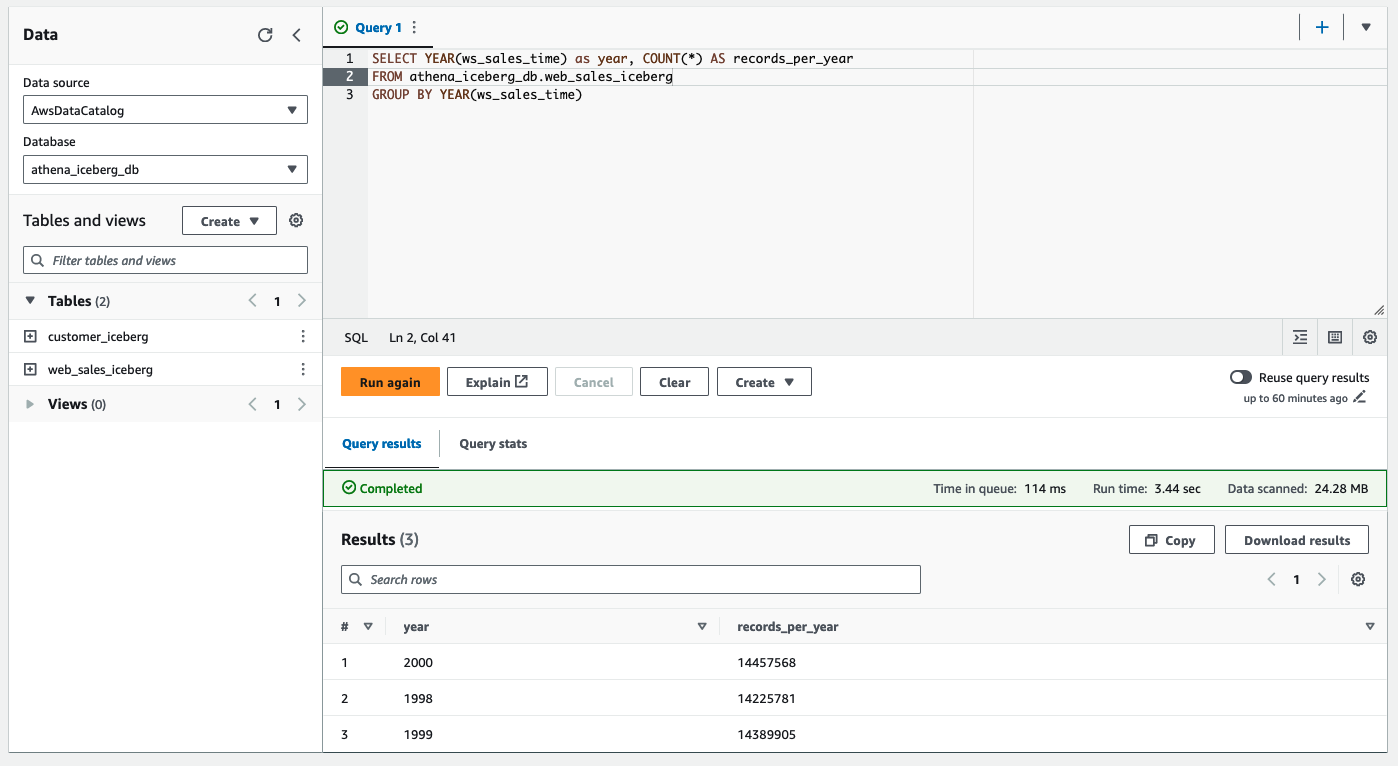 Data
Data source
AwsDataCatalog
Database
athena_iceberg_db
Tables and views
Create
Filter tables and views
Tables (2)
1
customer_iceberg
web_sales_iceberg
Views (0)
1
Query 1
1 SELECT YEAR(ws_sales_time) as year, COUNT(*) AS records_per_year
2 FROM athena_iceberg_db.web_sales_iceberg
3 GROUP BY YEAR(ws_sales_time)
SQL Ln 2, Col 41
Run again Explain Cancel Clear Create
Reuse query results
up to 60 minutes ago
Query results Query stats
Completed Time in queue: 114 ms Run time: 3.44 sec Data scanned: 24.28 MB
Results (3) Copy Download results
Search rows 1
# year records_per_year
1 2000 14457568
2 1998 14225781
3 1999 14389905